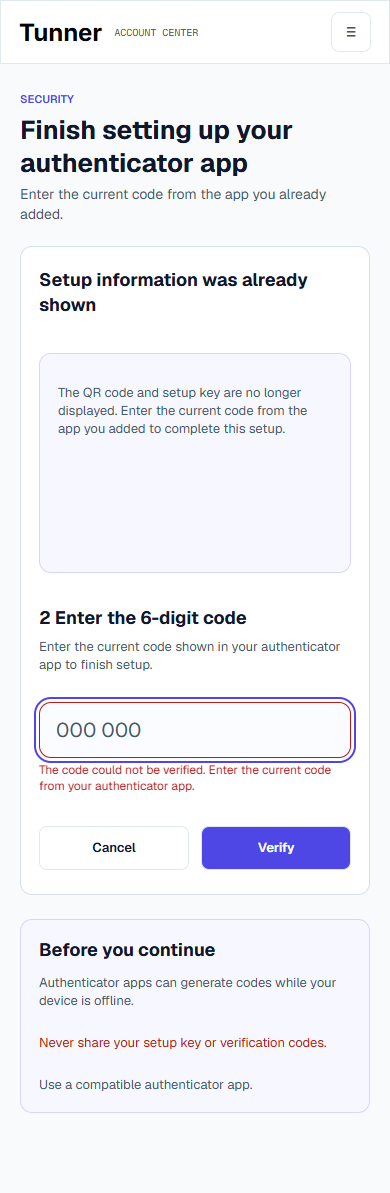 Tunner ACCOUNT CENTER
SECURITY
Finish setting up your
authenticator app
Enter the current code from the app you already
added.
Setup information was already
shown
The QR code and setup key are no longer
displayed. Enter the current code from the
app you added to complete this setup.
2 Enter the 6-digit code
Enter the current code shown in your authenticator
app to finish setup.
000 000
The code could not be verified. Enter the current code
from your authenticator app.
Cancel Verify
Before you continue
Authenticator apps can generate codes while your
device is offline.
Never share your setup key or verification codes.
Use a compatible authenticator app.